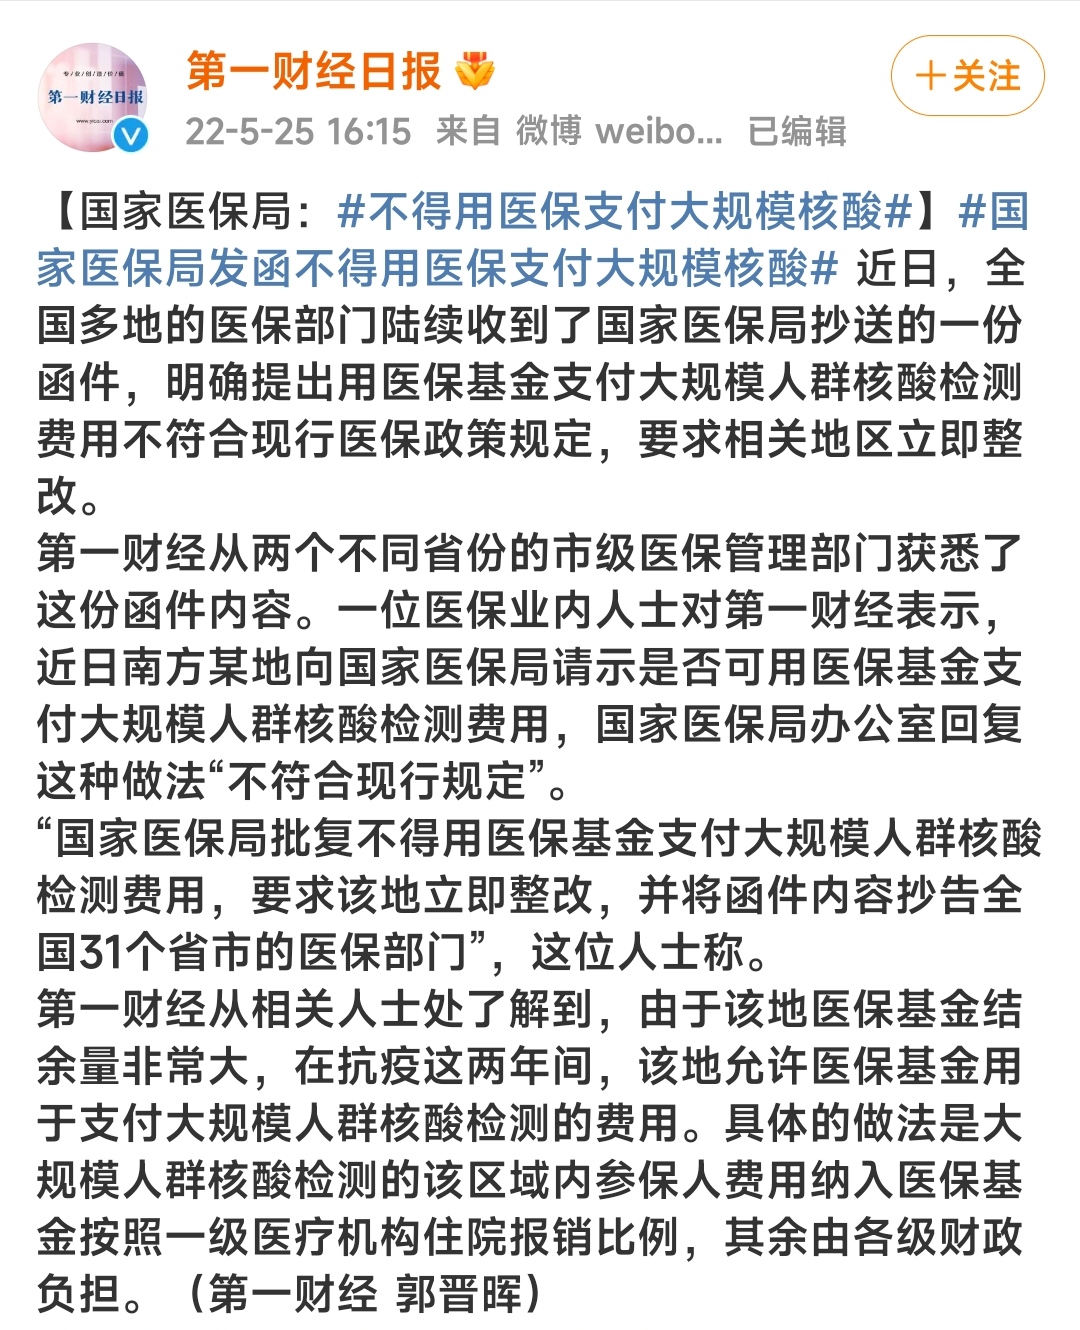 专/业/创/造/价/值
第一财经日报
www.yicai.com
第一财经日报
+关注
22-5-25 16:15 来自 微博 weibo... 已编辑
【国家医保局：#不得用医保支付大规模核酸#】#国
家医保局发函不得用医保支付大规模核酸# 近日，全
国多地的医保部门陆续收到了国家医保局抄送的一份
函件，明确提出用医保基金支付大规模人群核酸检测
费用不符合现行医保政策规定，要求相关地区立即整
改。
第一财经从两个不同省份的市级医保管理部门获悉了
这份函件内容。一位医保业内人士对第一财经表示，
近日南方某地向国家医保局请示是否可用医保基金支
付大规模人群核酸检测费用，国家医保局办公室回复
这种做法“不符合现行规定”。
“国家医保局批复不得用医保基金支付大规模人群核酸
检测费用，要求该地立即整改，并将函件内容抄告全
国31个省市的医保部门”，这位人士称。
第一财经从相关人士处了解到，由于该地医保基金结
余量非常大，在抗疫这两年间，该地允许医保基金用
于支付大规模人群核酸检测的费用。具体的做法是大
规模人群核酸检测的该区域内参保人费用纳入医保基
金按照一级医疗机构住院报销比例，其余由各级财政
负担。（第一财经 郭晋晖）